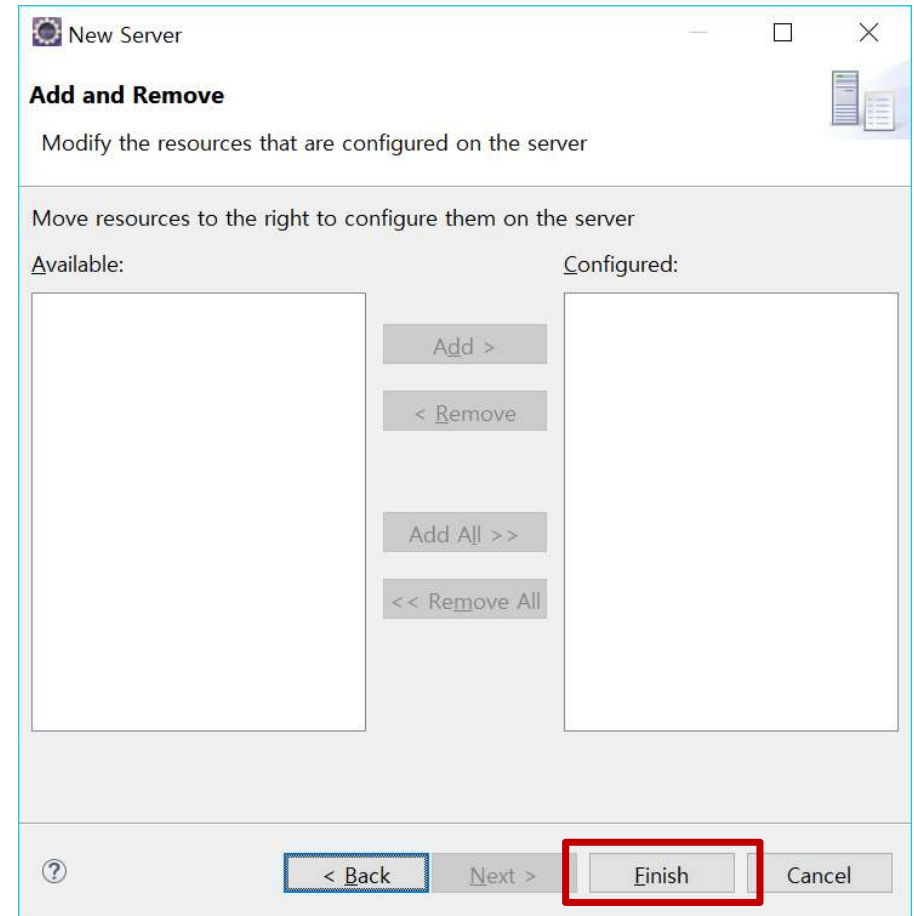 New Server
Add and Remove
Modify the resources that are configured on the server
Move resources to the right to configure them on the server
Available:
Configured:
Add >
< Remove
Add All >>
<< Remove All
?
< Back
Next >
Finish
Cancel